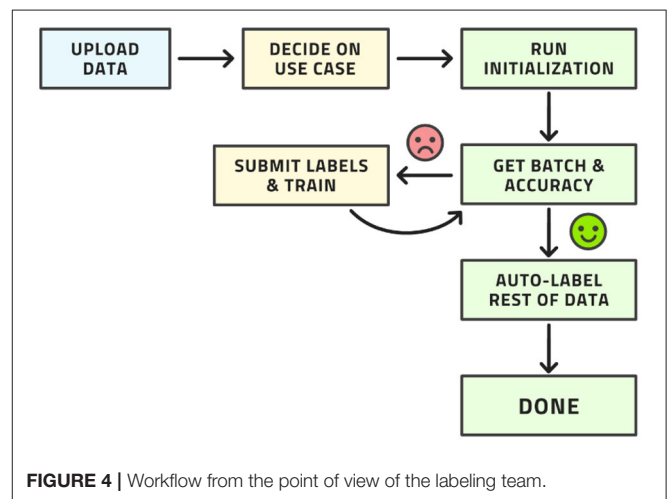 UPLOAD
DATA
DECIDE ON
USE CASE
RUN
INITIALIZATION
SUBMIT LABELS
& TRAIN
GET BATCH &
ACCURACY
AUTO-LABEL
REST OF DATA
DONE
FIGURE 4 | Workflow from the point of view of the labeling team.